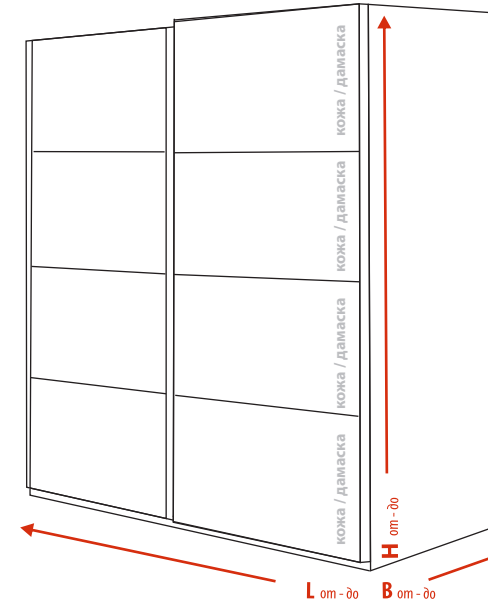 кожа / дамаска
кожа / дамаска
кожа / дамаска
кожа / дамаска
H от - до
L от - до
B от - до